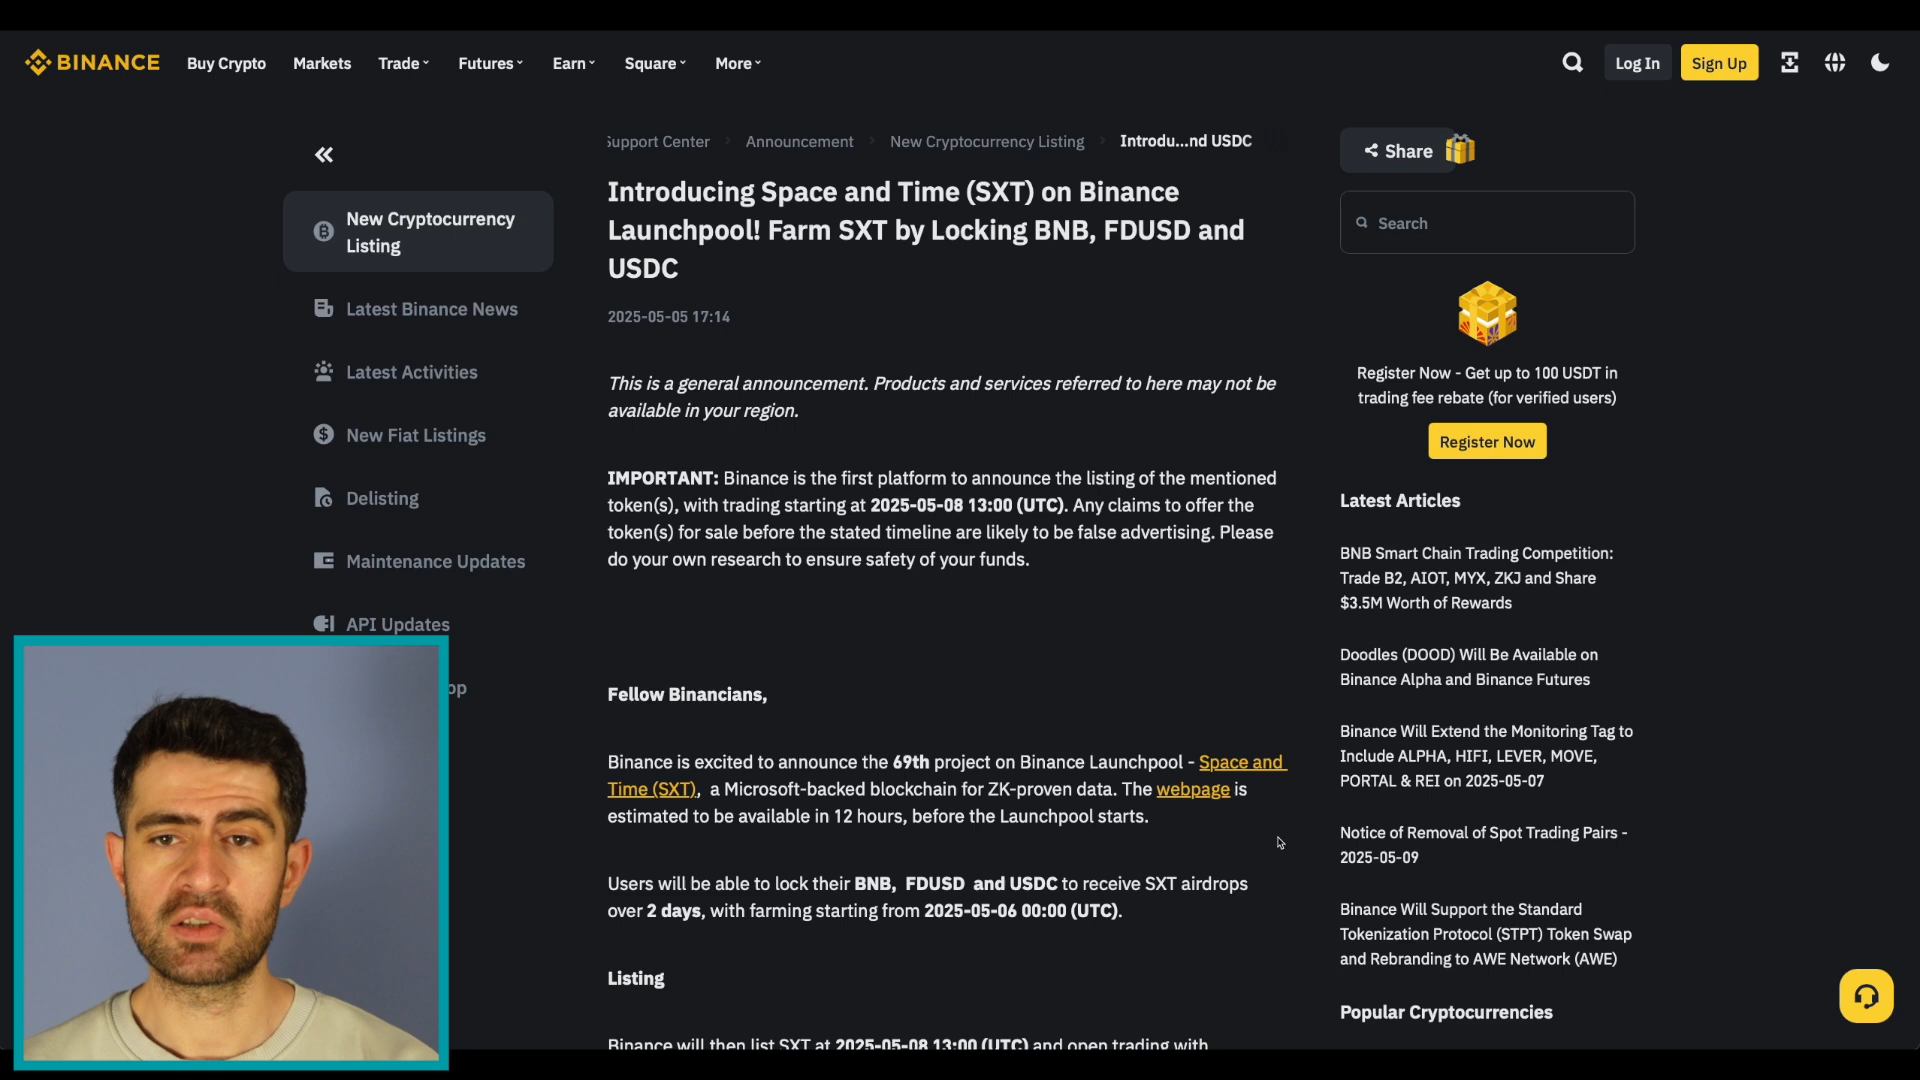 BINANCE
Buy Crypto
Markets
Trade
Futures
Earn
Square
More
Log In
Sign Up
Support Center
Announcement
New Cryptocurrency Listing
Introdu...nd USDC
New Cryptocurrency
Listing
Latest Binance News
Latest Activities
New Fiat Listings
Delisting
Maintenance Updates
API Updates
Introducing Space and Time (SXT) on Binance
Launchpool! Farm SXT by Locking BNB, FDUSD and
USDC
2025-05-05 17:14
This is a general announcement. Products and services referred to here may not be
available in your region.
IMPORTANT: Binance is the first platform to announce the listing of the mentioned
token(s), with trading starting at 2025-05-08 13:00 (UTC). Any claims to offer the
token(s) for sale before the stated timeline are likely to be false advertising. Please
do your own research to ensure safety of your funds.
Fellow Binancians,
Binance is excited to announce the 69th project on Binance Launchpool - Space and
Time (SXT), a Microsoft-backed blockchain for ZK-proven data. The webpage is
estimated to be available in 12 hours, before the Launchpool starts.
Users will be able to lock their BNB, FDUSD and USDC to receive SXT airdrops
over 2 days, with farming starting from 2025-05-06 00:00 (UTC).
Listing
Binance will then list SXT at 2025-05-08 13:00 (UTC) and open trading with
Share
Search
Register Now - Get up to 100 USDT in
trading fee rebate (for verified users)
Register Now
Latest Articles
BNB Smart Chain Trading Competition:
Trade B2, AIOT, MYX, ZKJ and Share
$3.5M Worth of Rewards
Doodles (DOOD) Will Be Available on
Binance Alpha and Binance Futures
Binance Will Extend the Monitoring Tag to
Include ALPHA, HIFI, LEVER, MOVE,
PORTAL & REI on 2025-05-07
Notice of Removal of Spot Trading Pairs -
2025-05-09
Binance Will Support the Standard
Tokenization Protocol (STPT) Token Swap
and Rebranding to AWE Network (AWE)
Popular Cryptocurrencies